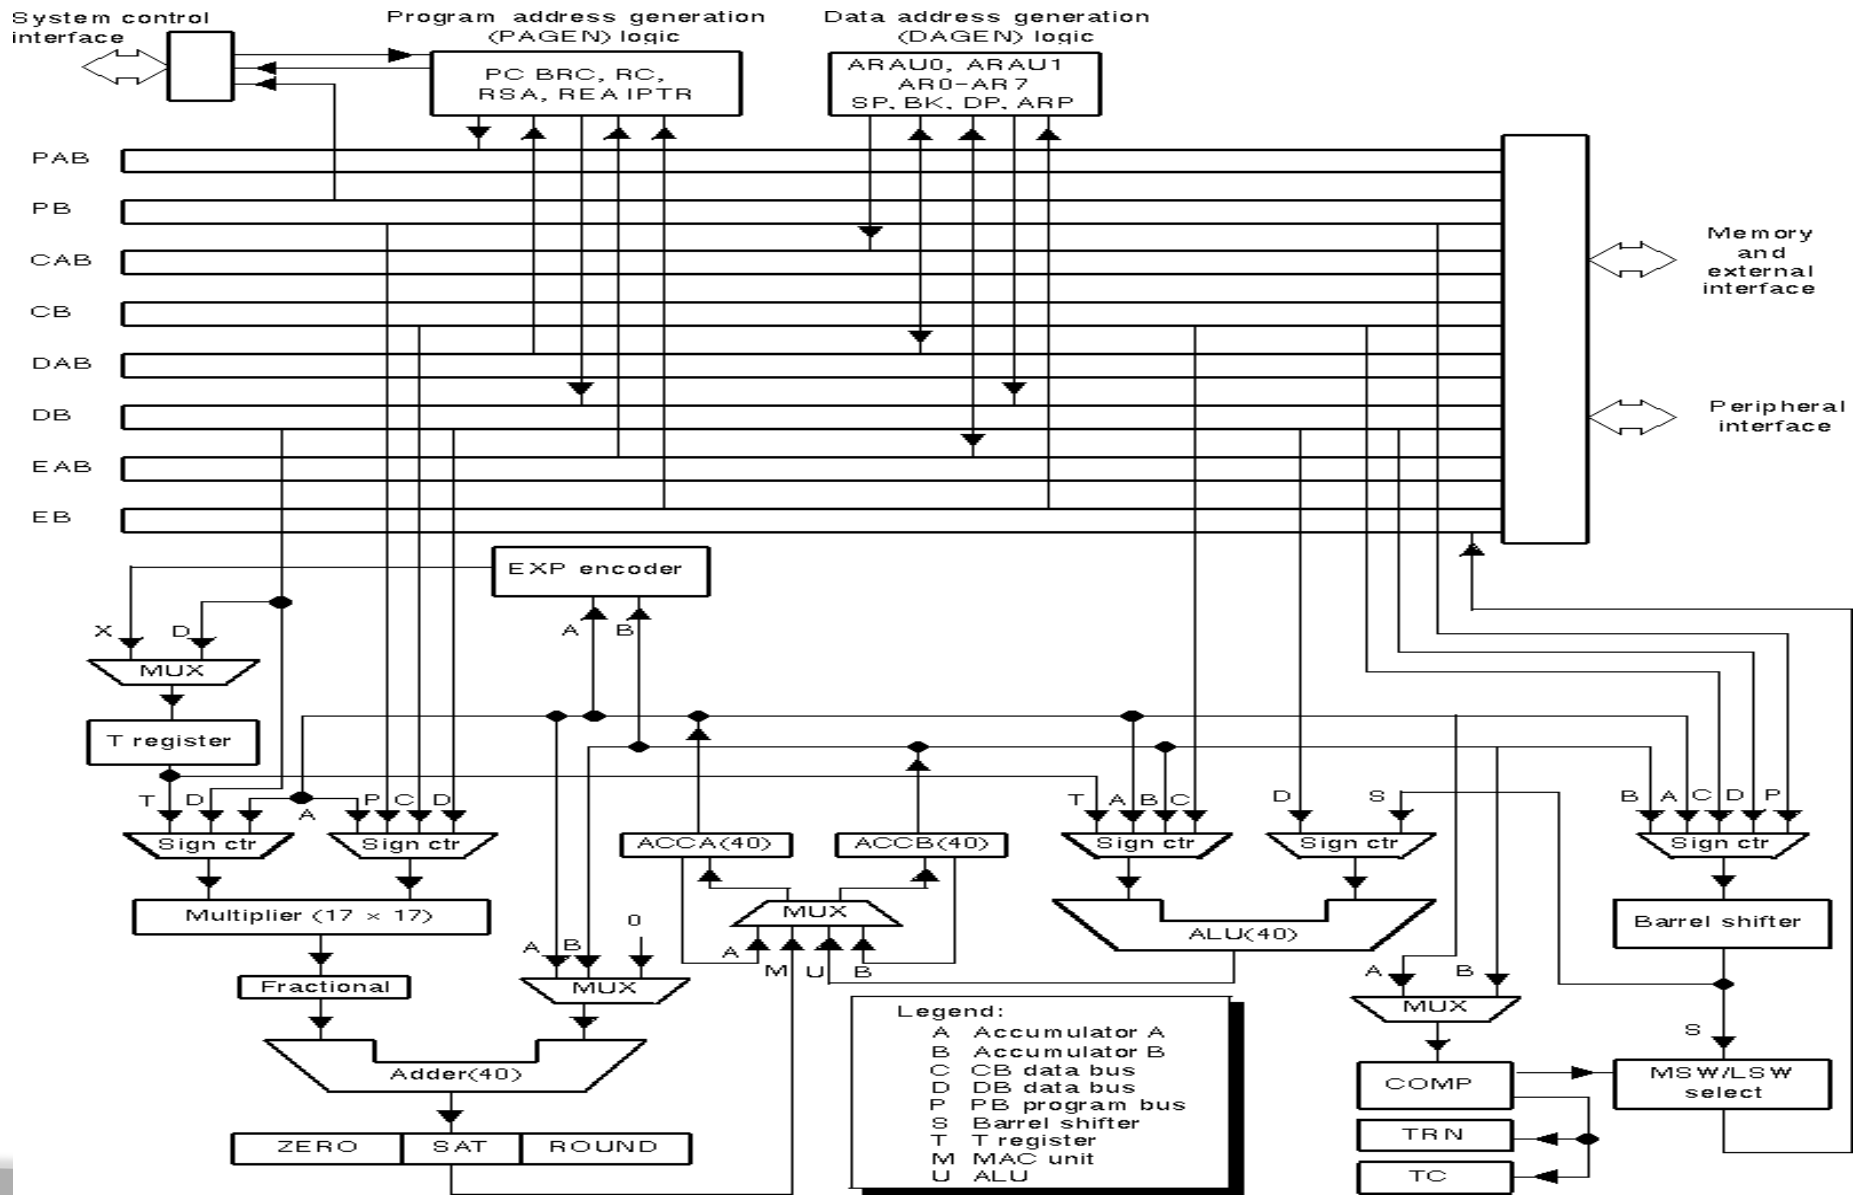 System control
interface
Program address generation
(PAGEN) logic
Data address generation
(DAGEN) logic
PC BRC, RC,
RSA, REA IPTR
ARAU0, ARAU1
AR0-AR7
SP, BK, DP, ARP
PAB
PB
CAB
CB
DAB
DB
EAB
EB
Memory
and
external
interface
Peripheral
interface
EXP encoder
X
D
A
B
MUX
T register
T
D
A
P
C
D
T
A
B
C
D
S
B
A
C
D
P
Sign ctr
Sign ctr
ACCA(40)
ACCB(40)
Sign ctr
Sign ctr
Sign ctr
Multiplier (17 × 17)
A
B
0
MUX
A
M
U
B
ALU(40)
Barrel shifter
Fractional
MUX
A
B
MUX
S
Adder(40)
COMP
MSW/LSW
select
ZERO
SAT
ROUND
TRN
TC
Legend:
A Accumulator A
B Accumulator B
C CB data bus
D DB data bus
P PB program bus
S Barrel shifter
T T register
M MAC unit
U ALU